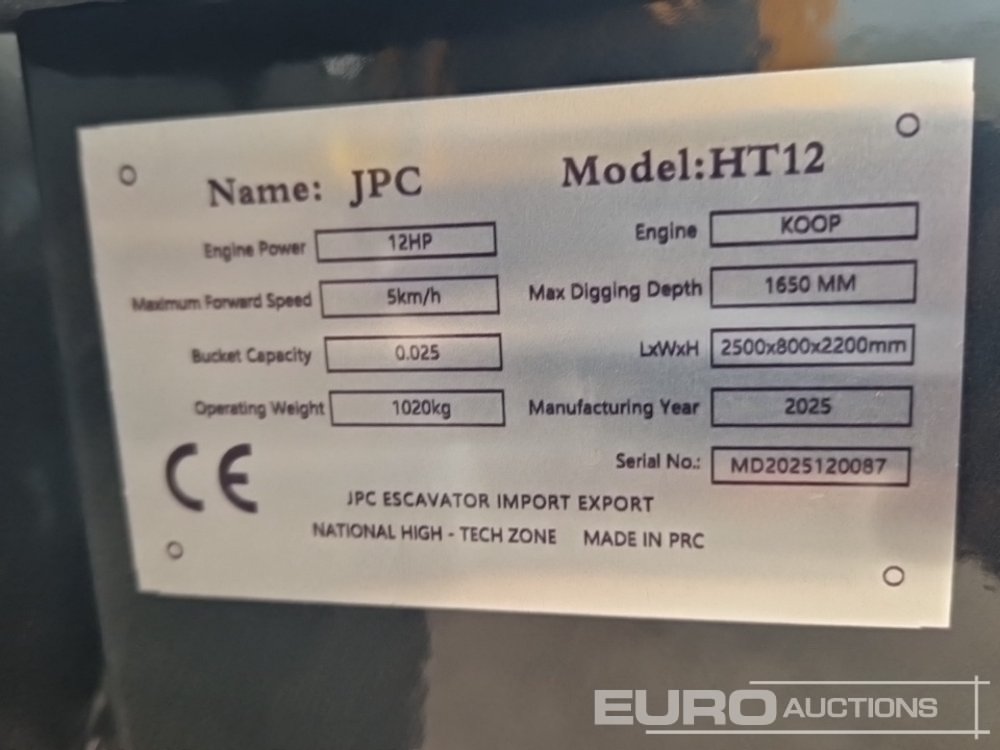 Name: JPC Model:HT12
Engine Power 12HP Engine KOOP
Maximum Forward Speed 5km/h Max Digging Depth 1650 MM
Bucket Capacity 0.025 LxWxH 2500x800x2200mm
Operating Weight 1020kg Manufacturing Year 2025
CE Serial No.: MD2025120087
JPC ESCAVATOR IMPORT EXPORT
NATIONAL HIGH - TECH ZONE MADE IN PRC
EURO AUCTIONS